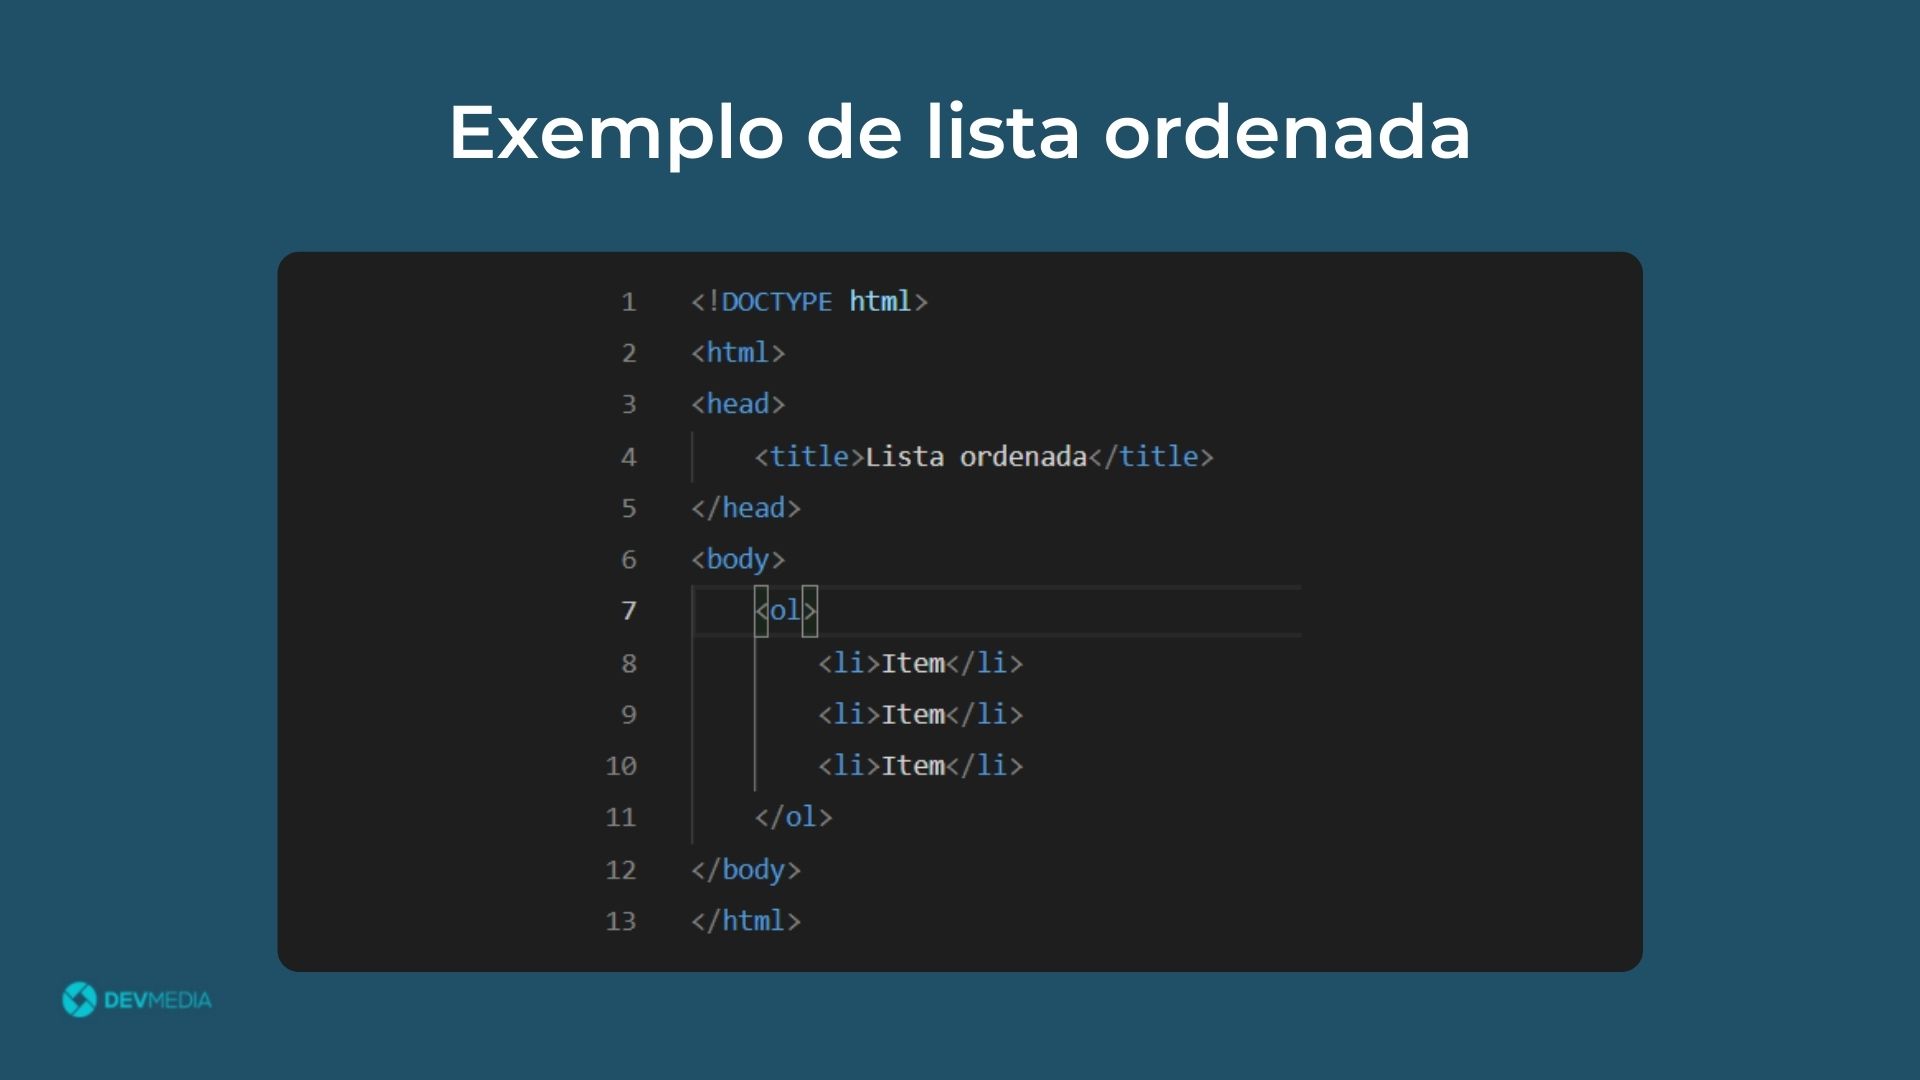 Exemplo de lista ordenada
1 <!DOCTYPE html>
2 <html>
3 <head>
4     <title>Lista ordenada</title>
5 </head>
6 <body>
7     <ol>
8         <li>Item</li>
9         <li>Item</li>
10         <li>Item</li>
11     </ol>
12 </body>
13 </html>
DEVMEDIA